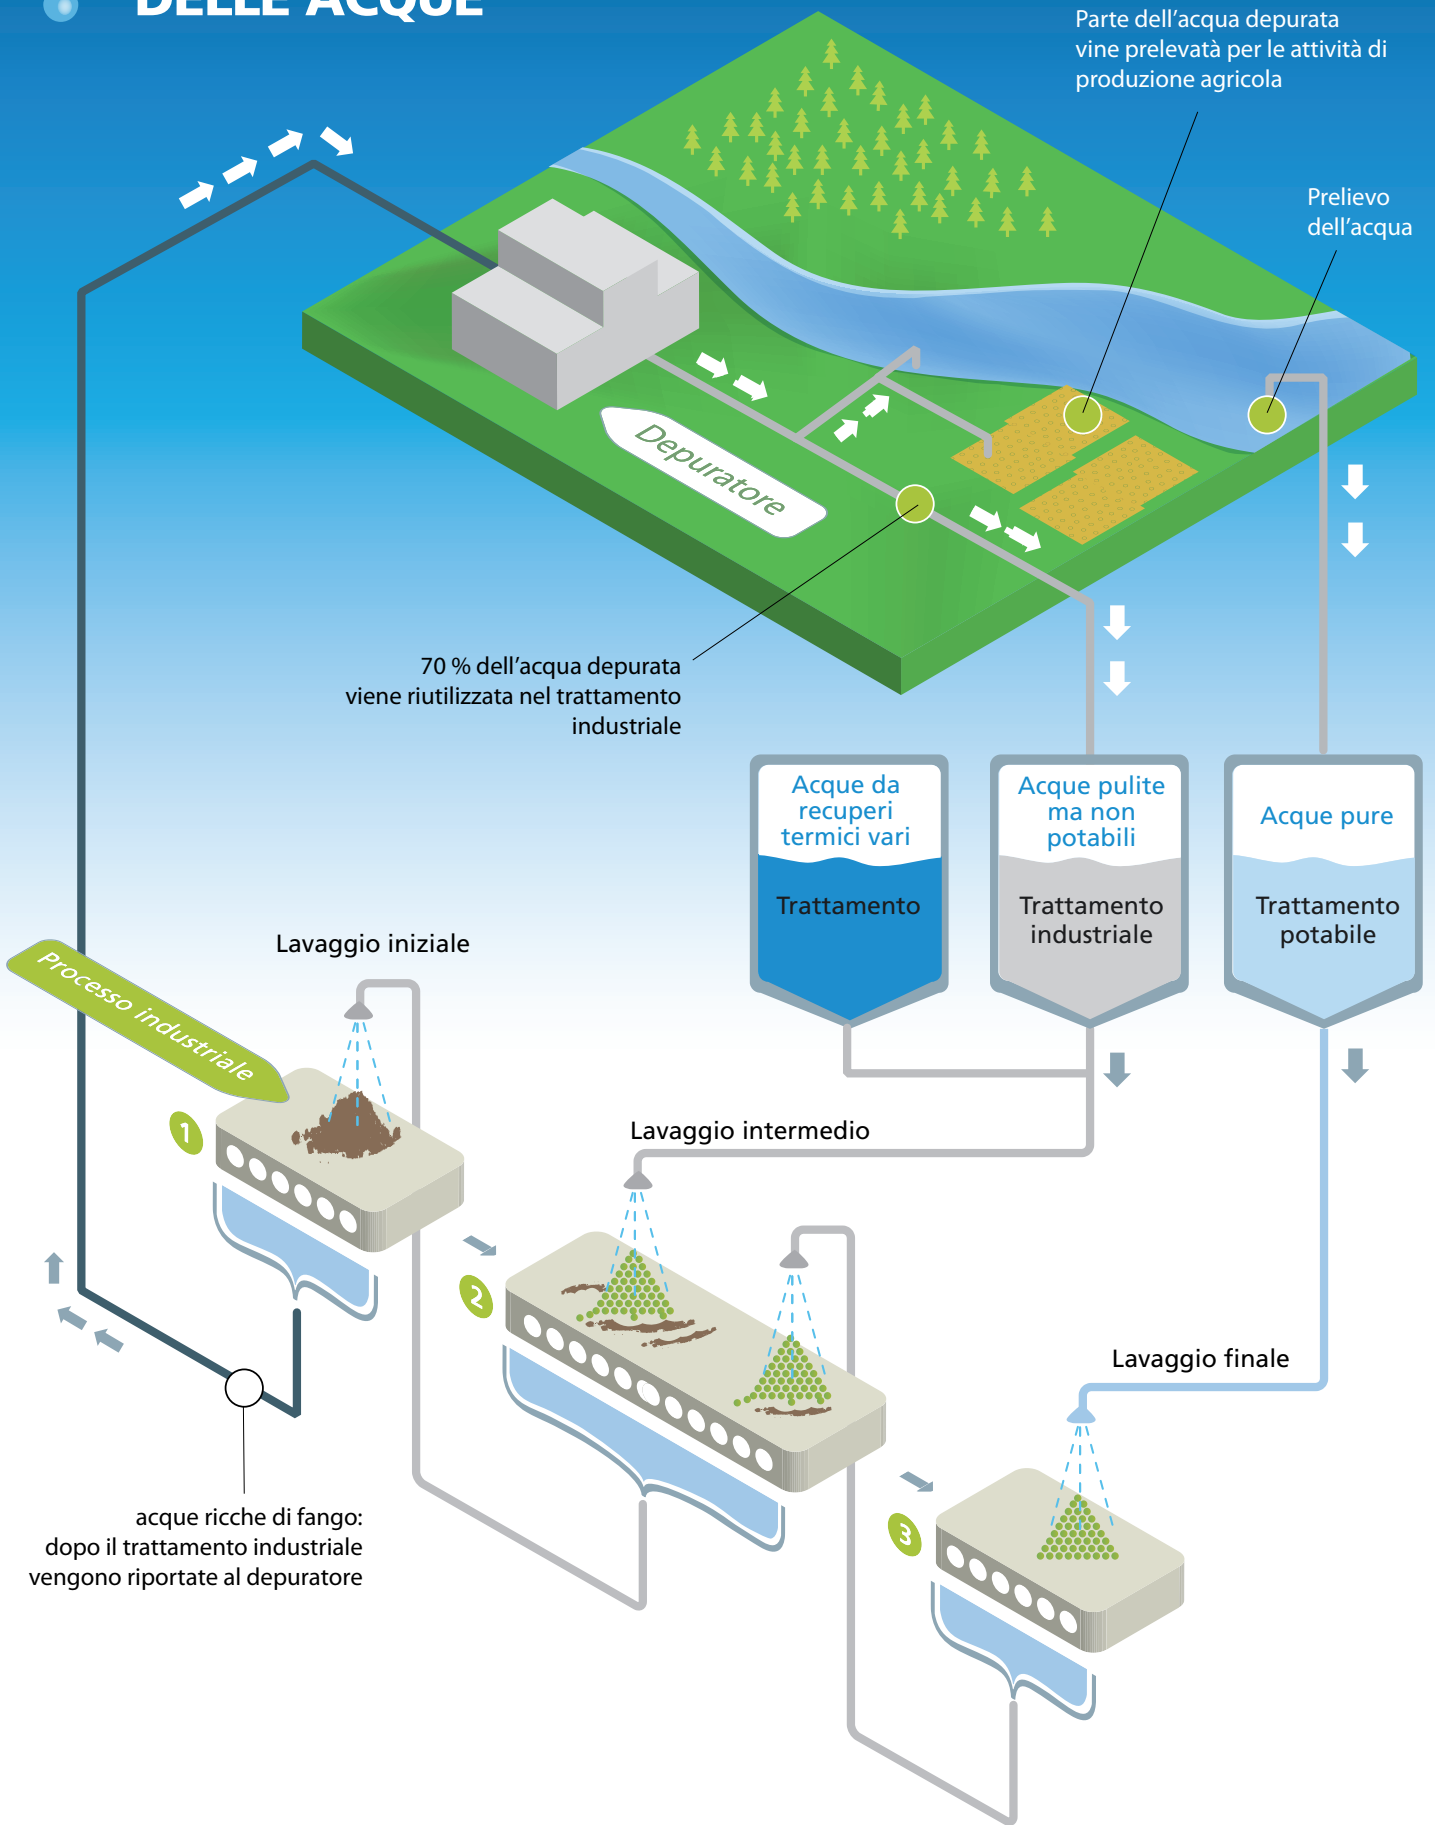 DELLE ACQUE
Parte dell’acqua depurata
vine prelevatà per le attività di
produzione agricola
Prelievo
dell’acqua
Depuratore
70 % dell’acqua depurata
viene riutilizzata nel trattamento
industriale
Acque da
recuperi
termici vari
Trattamento
Acque pulite
ma non
potabili
Trattamento
industriale
Acque pure
Trattamento
potabile
Processo industriale
Lavaggio iniziale
1
Lavaggio intermedio
2
Lavaggio finale
3
acque ricche di fango:
dopo il trattamento industriale
vengono riportate al depuratore